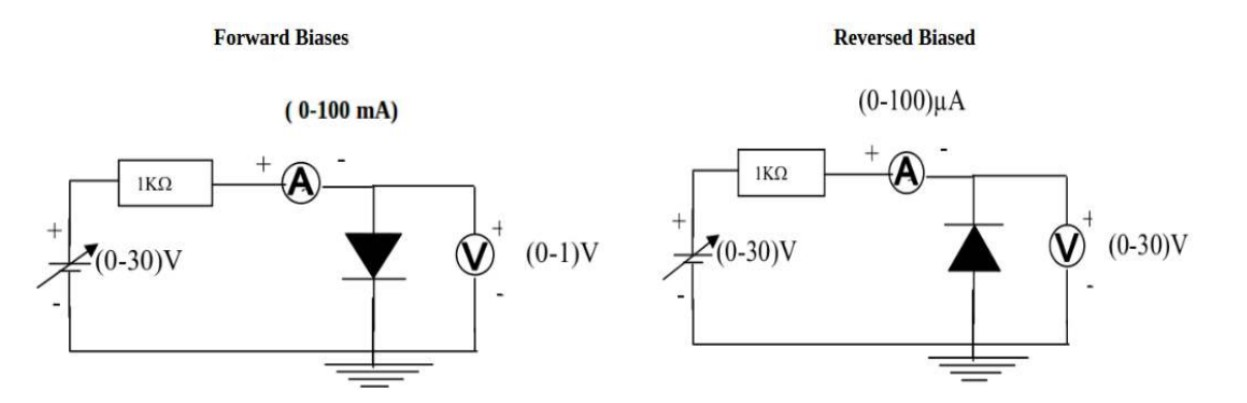 Forward Biases
( 0-100 mA)
1KΩ
+
A
-
+
(0-30)V
-
V
+
(0-1)V
-
Reversed Biased
(0-100)µA
1KΩ
+
A
-
+
(0-30)V
-
V
+
(0-30)V
-